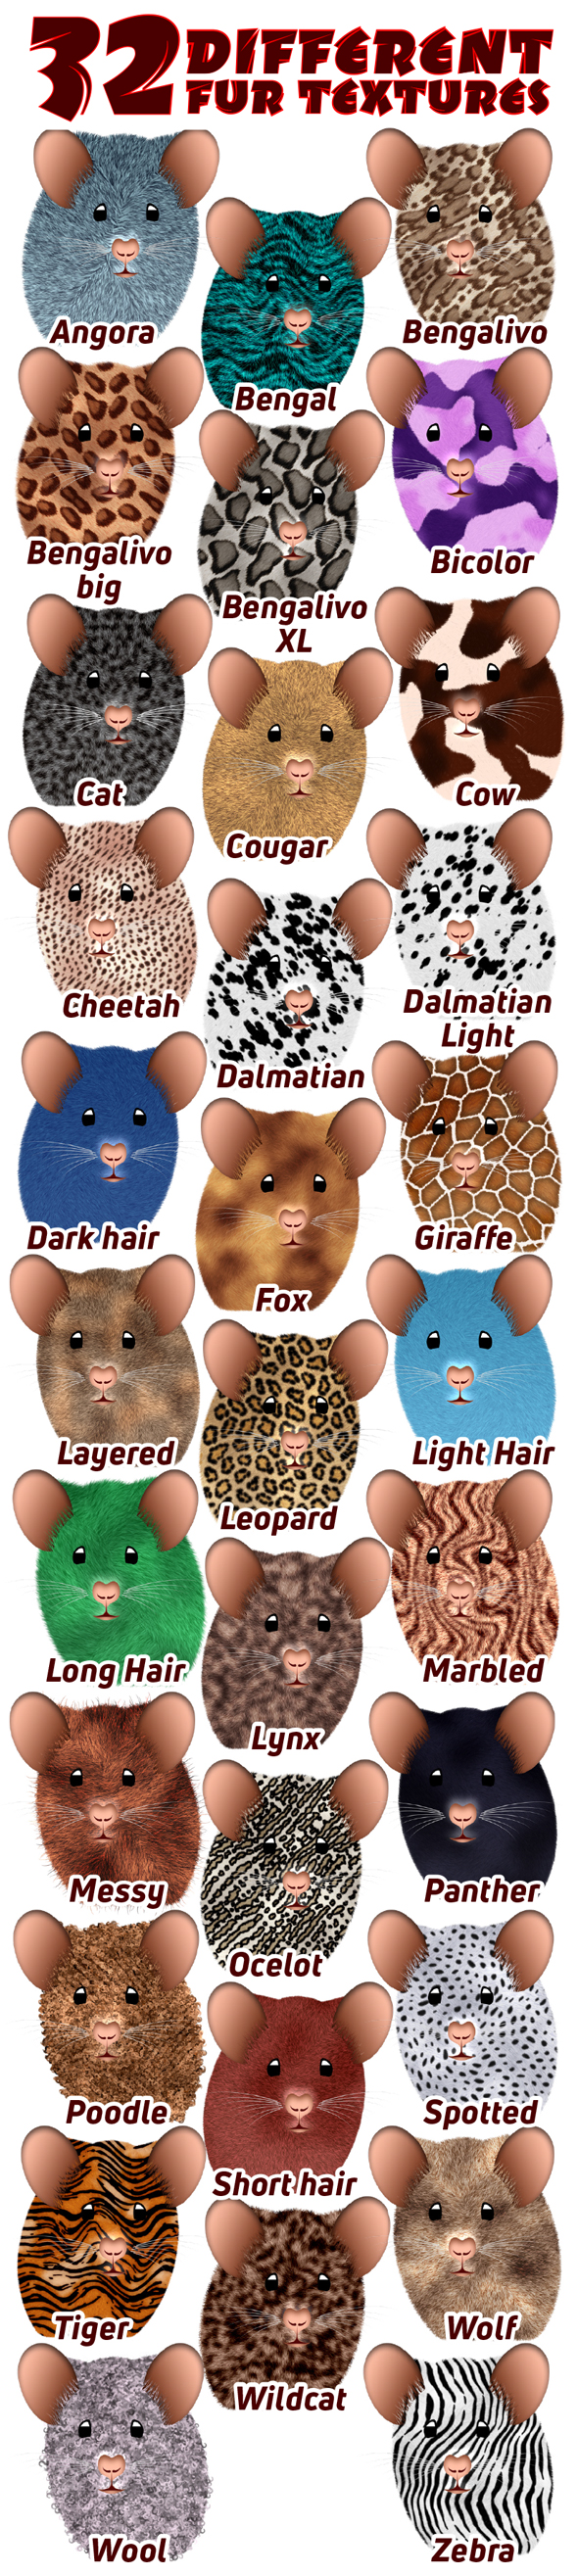 32 DIFFERENT
FUR TEXTURES
Angora
Bengal
Bengalivo
Bengalivo
big
Bengalivo
XL
Bicolor
Cat
Cougar
Cow
Cheetah
Dalmatian
Dalmatian
Light
Dark hair
Fox
Giraffe
Layered
Leopard
Light Hair
Long Hair
Lynx
Marbled
Messy
Ocelot
Panther
Poodle
Short hair
Spotted
Tiger
Wildcat
Wolf
Wool
Zebra